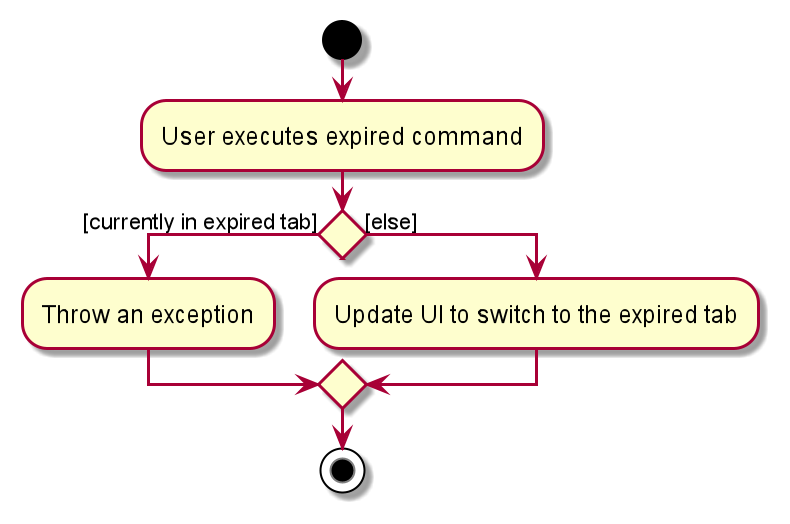 User executes expired command
[currently in expired tab]
[else]
Throw an exception
Update UI to switch to the expired tab